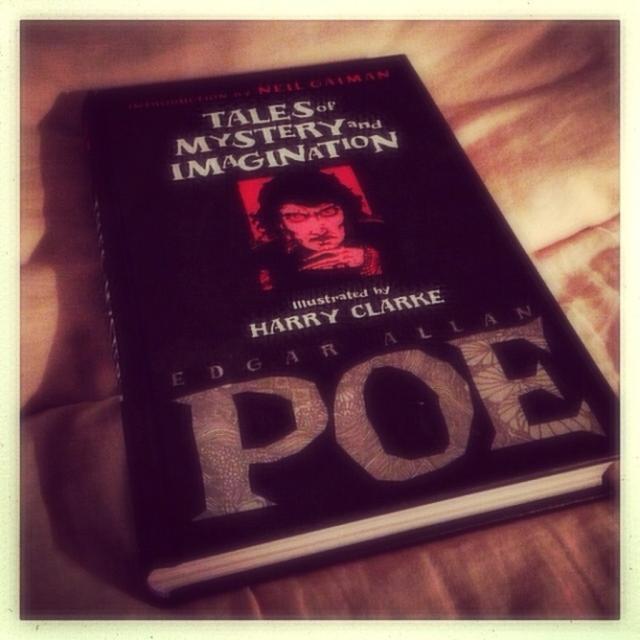 INTRODUCTION BY NEIL GAIMAN
TALES of
MYSTERY and
IMAGINATION
Illustrated by
HARRY CLARKE
EDGAR ALLAN
POE